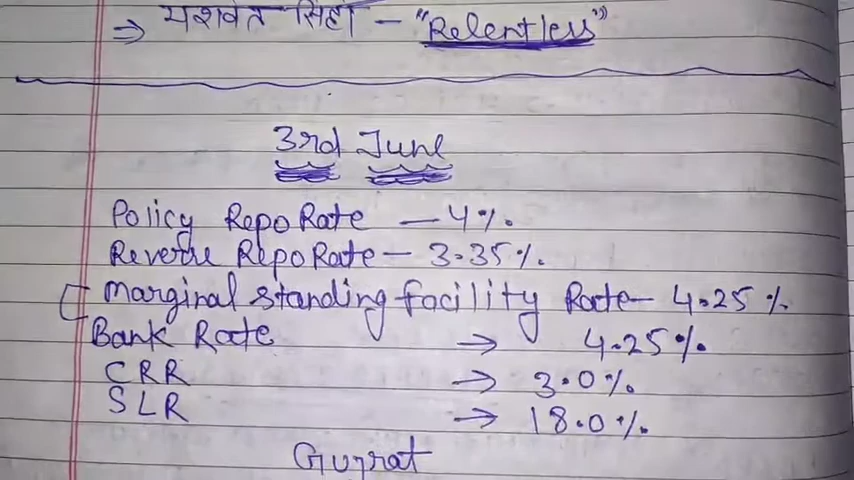 ⇒ यशवंत सिंहा – "Relentless"
3rd June
Policy Repo Rate — 4%.
Reverse Repo Rate – 3.35%.
Marginal standing facility Rate – 4.25%
Bank Rate → 4.25%.
CRR → 3.0%.
SLR → 18.0%.
Gujrat